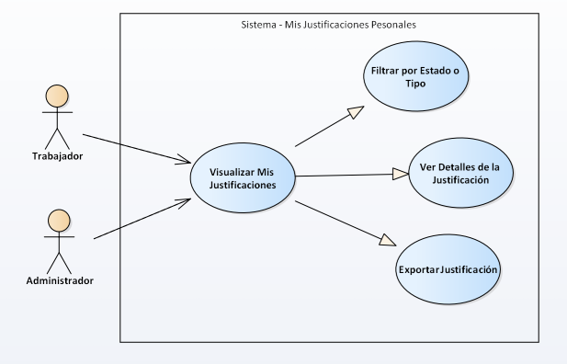 Sistema - Mis Justificaciones Pesonales
Filtrar por Estado o
Tipo
Trabajador
Visualizar Mis
Justificaciones
Ver Detalles de la
Justificación
Administrador
Exportar Justificación